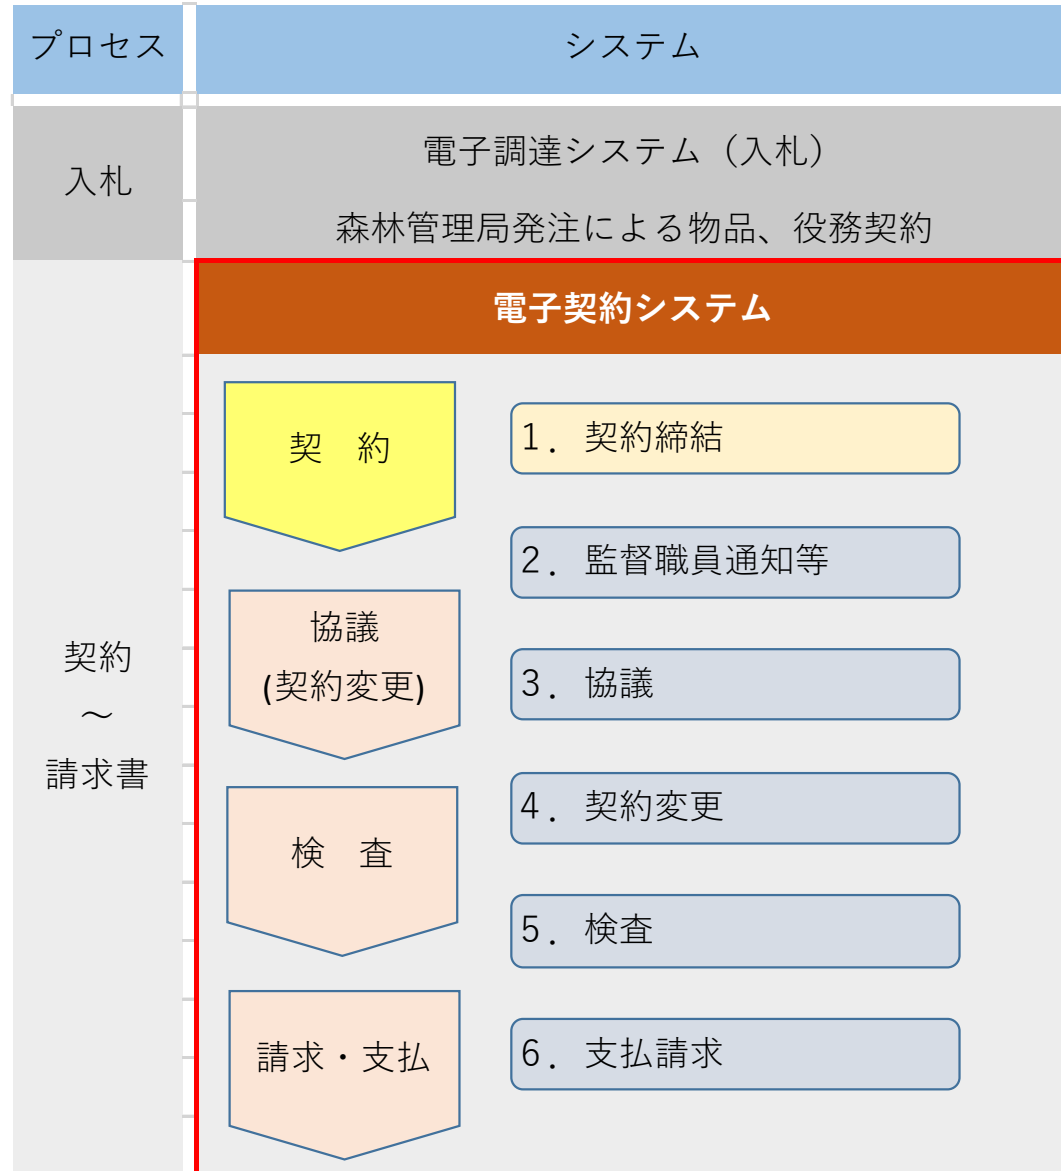 プロセス
システム
入札
電子調達システム（入札）
森林管理局発注による物品、役務契約
電子契約システム
契約
～
請求書
契　約
1．契約締結
2．監督職員通知等
協議
(契約変更)
3．協議
4．契約変更
検　査
5．検査
請求・支払
6．支払請求